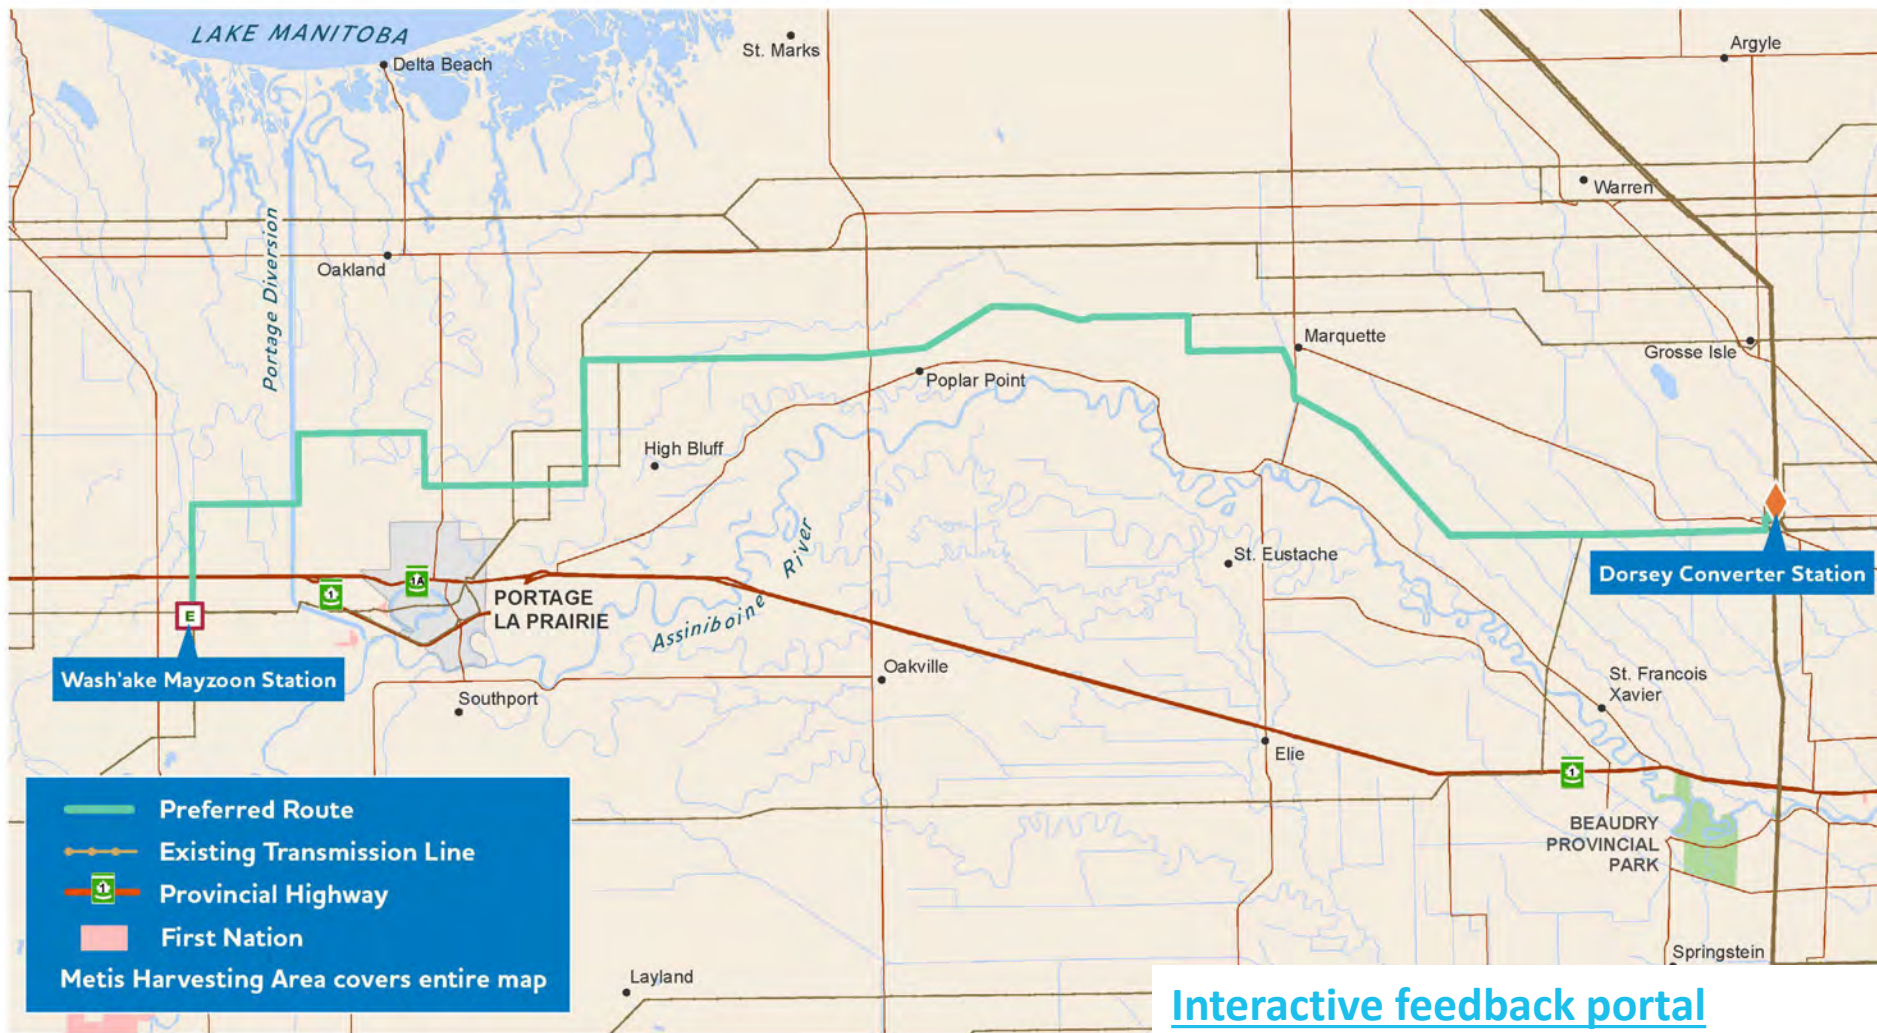 LAKE MANITOBA
Delta Beach
St. Marks
Argyle
Warren
Portage Diversion
Oakland
Marquette
Grosse Isle
Poplar Point
High Bluff
River
Assiniboine
St. Eustache
Dorsey Converter Station
1
1A
PORTAGE
LA PRAIRIE
E
Wash'ake Mayzoon Station
Oakville
Southport
St. Francois
Xavier
Elie
1
BEAUDRY
PROVINCIAL
PARK
Preferred Route
Existing Transmission Line
1
Provincial Highway
First Nation
Metis Harvesting Area covers entire map
Layland
Springstein
Interactive feedback portal